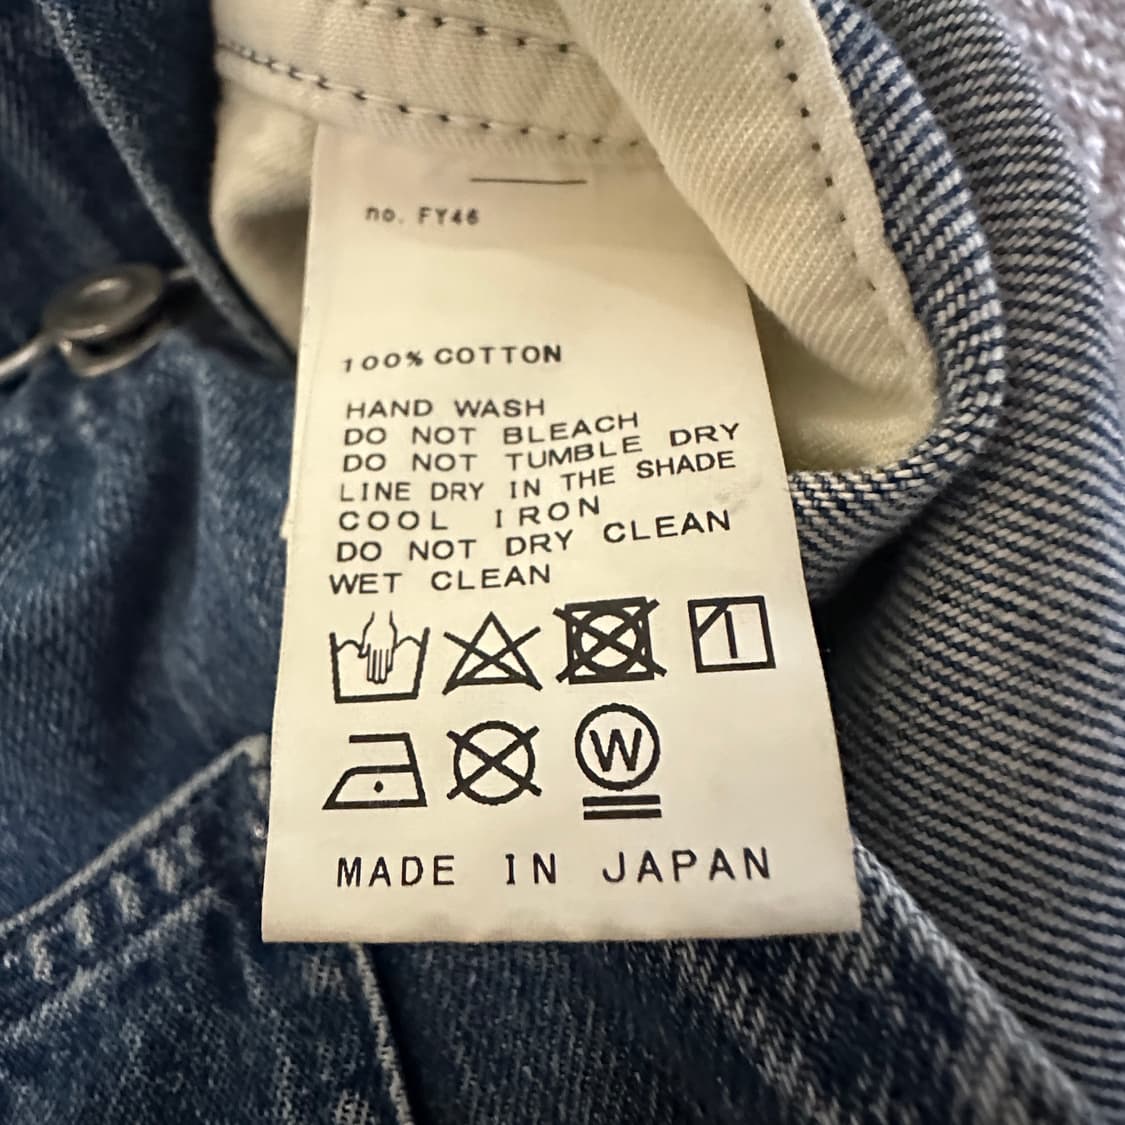 no. FY46
100% COTTON
HAND WASH
DO NOT BLEACH
DO NOT TUMBLE DRY
LINE DRY IN THE SHADE
COOL IRON
DO NOT DRY CLEAN
WET CLEAN
W
MADE IN JAPAN